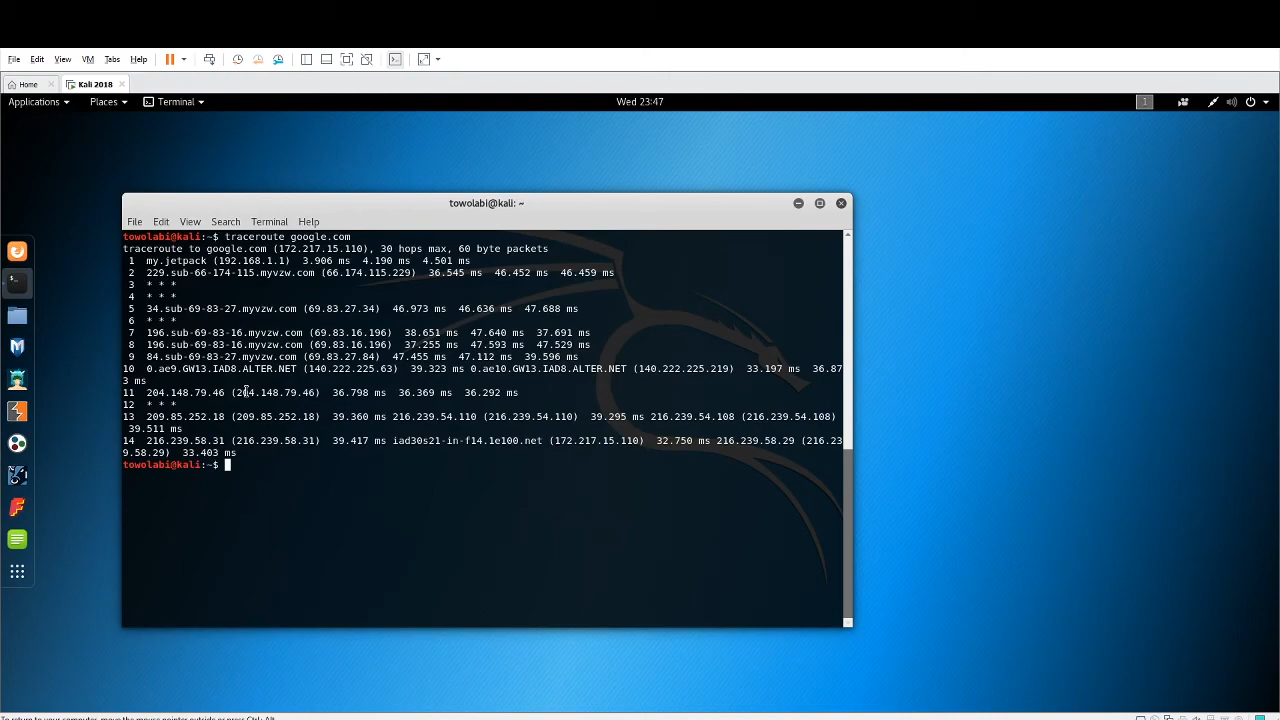 File Edit View VM Tabs Help
Home Kali 2018
Applications Places Terminal Wed 23:47 1
towolabi@kali: ~
File Edit View Search Terminal Help
towolabi@kali:~$ traceroute google.com
traceroute to google.com (172.217.15.110), 30 hops max, 60 byte packets
1 my.jetpack (192.168.1.1) 3.906 ms 4.190 ms 4.501 ms
2 229.sub-66-174-115.myvzw.com (66.174.115.229) 36.545 ms 46.452 ms 46.459 ms
3 * * *
4 * * *
5 34.sub-69-83-27.myvzw.com (69.83.27.34) 46.973 ms 46.636 ms 47.688 ms
6 * * *
7 196.sub-69-83-16.myvzw.com (69.83.16.196) 38.651 ms 47.640 ms 37.691 ms
8 196.sub-69-83-16.myvzw.com (69.83.16.196) 37.255 ms 47.593 ms 47.529 ms
9 84.sub-69-83-27.myvzw.com (69.83.27.84) 47.455 ms 47.112 ms 39.596 ms
10 0.ae9.GW13.IAD8.ALTER.NET (140.222.225.63) 39.323 ms 0.ae10.GW13.IAD8.ALTER.NET (140.222.225.219) 33.197 ms 36.87
3 ms
11 204.148.79.46 (204.148.79.46) 36.798 ms 36.369 ms 36.292 ms
12 * * *
13 209.85.252.18 (209.85.252.18) 39.360 ms 216.239.54.110 (216.239.54.110) 39.295 ms 216.239.54.108 (216.239.54.108)
39.511 ms
14 216.239.58.31 (216.239.58.31) 39.417 ms iad30s21-in-f14.1e100.net (172.217.15.110) 32.750 ms 216.239.58.29 (216.23
9.58.29) 33.403 ms
towolabi@kali:~$
To return to your computer, move the mouse pointer outside or press Ctrl+Alt.